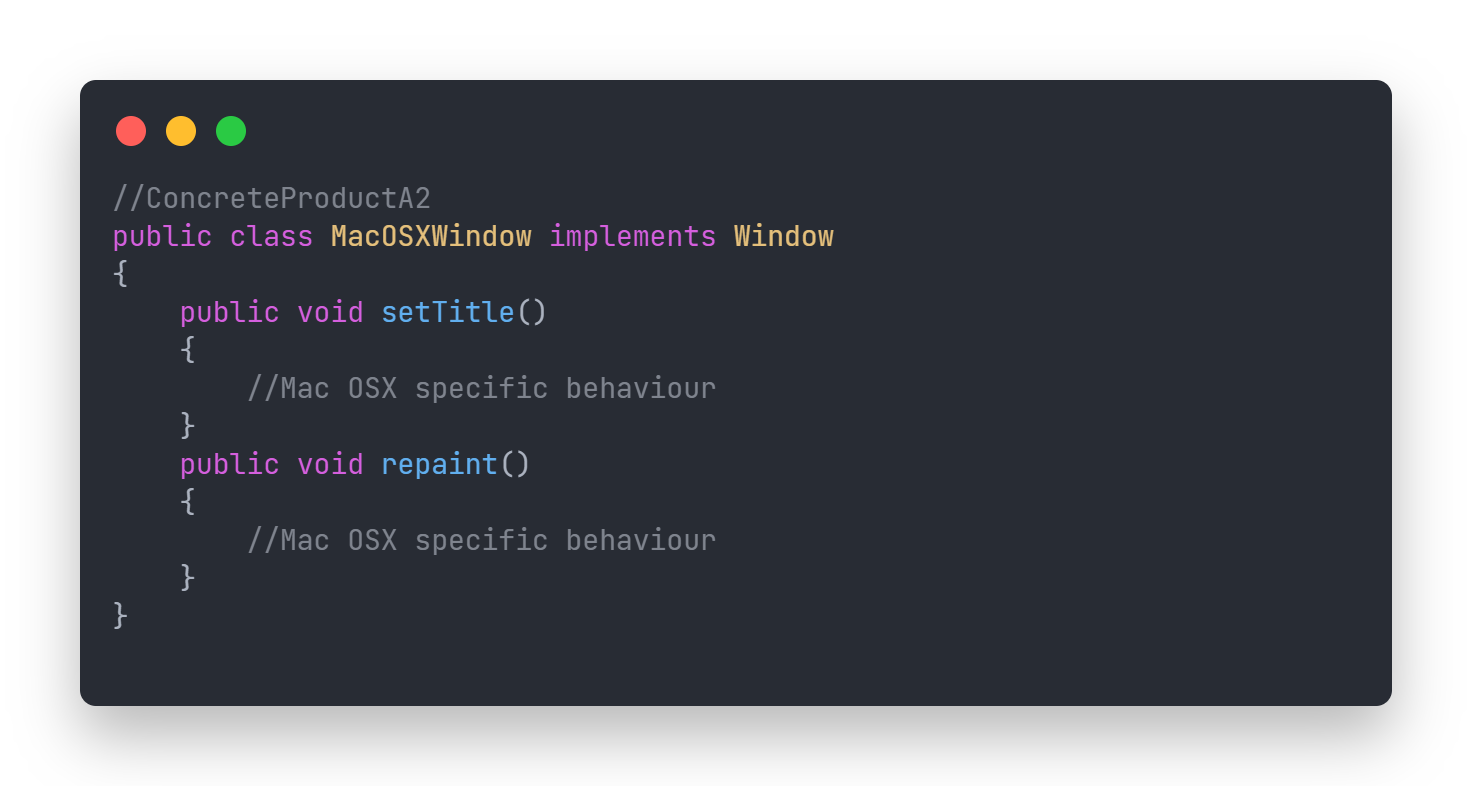 //ConcreteProductA2
public class MacOSXWindow implements Window
{
    public void setTitle()
    {
        //Mac OSX specific behaviour
    }
    public void repaint()
    {
        //Mac OSX specific behaviour
    }
}